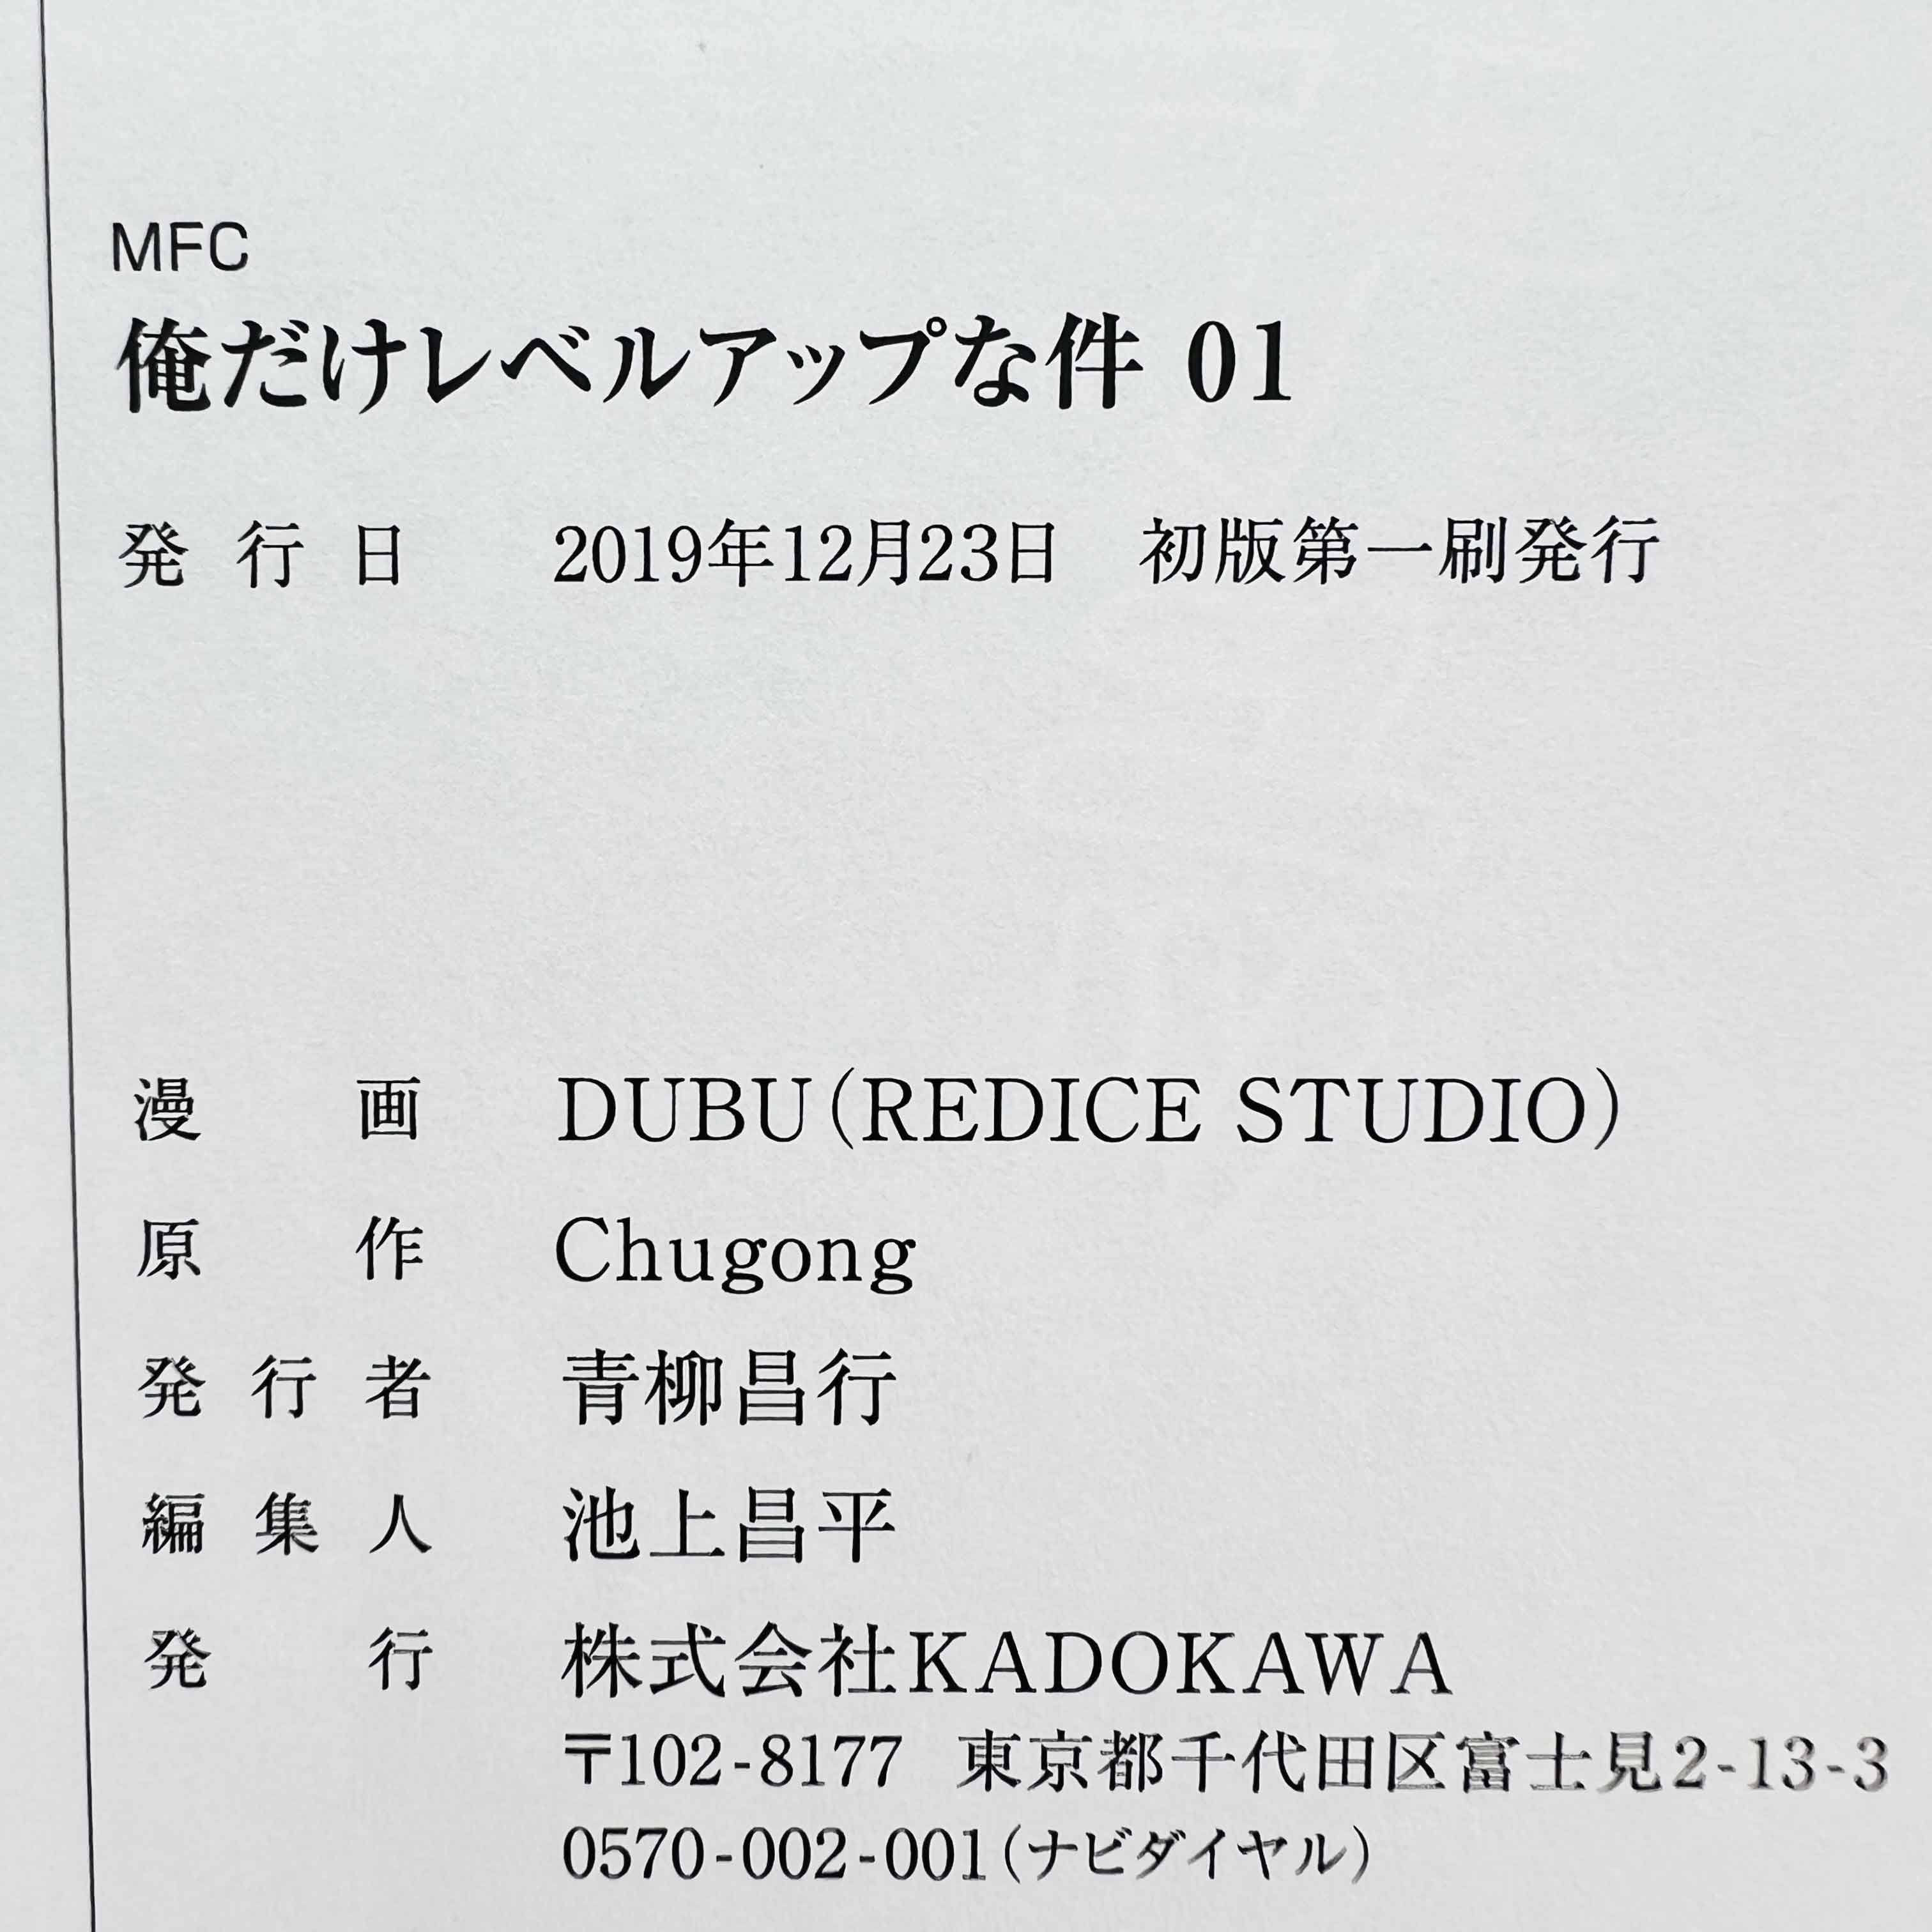 MFC
俺だけレベルアップな件 01
発行日 2019年12月23日 初版第一刷発行
漫画 DUBU(REDICE STUDIO)
原作 Chugong
発行者 青柳昌行
編集人 池上昌平
発行 株式会社KADOKAWA
〒102-8177 東京都千代田区富士見2-13-3
0570-002-001(ナビダイヤル)